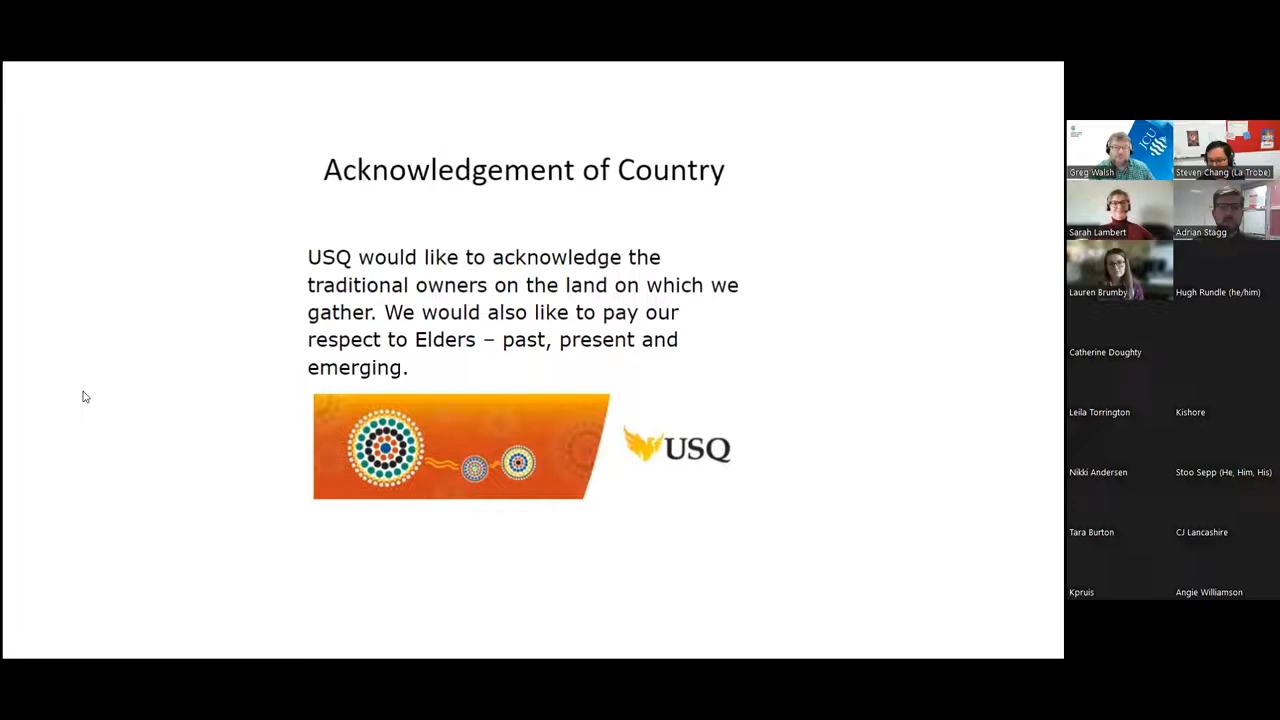 Acknowledgement of Country
USQ would like to acknowledge the
traditional owners on the land on which we
gather. We would also like to pay our
respect to Elders – past, present and
emerging.
USQ
JCU
Greg Walsh
Steven Chang (La Trobe)
Sarah Lambert
Adrian Stagg
Lauren Brumby
Hugh Rundle (he/him)
Catherine Doughty
Leila Torrington
Kishore
Nikki Andersen
Stoo Sepp (He, Him, His)
Tara Burton
CJ Lancashire
Kpruis
Angie Williamson